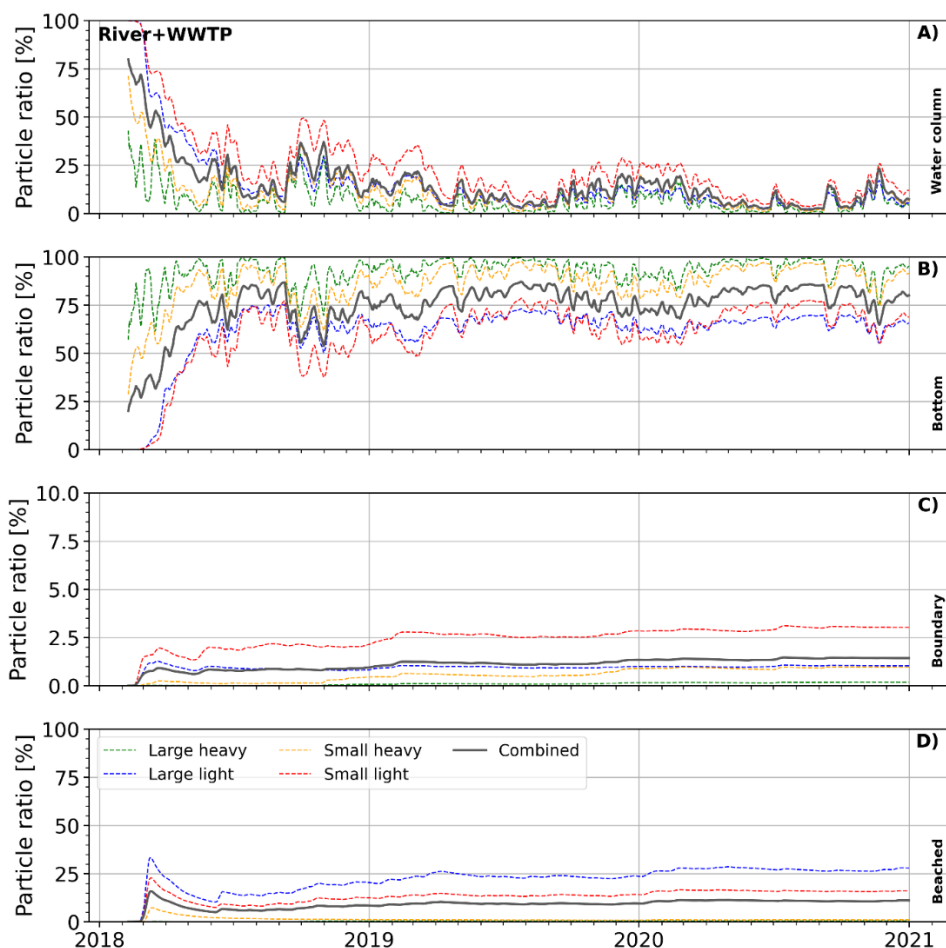 River+WWTP
A)
Particle ratio [%]
100
75
50
25
0
Water column
B)
Particle ratio [%]
100
75
50
25
0
Bottom
C)
Particle ratio [%]
10.0
7.5
5.0
2.5
0.0
Boundary
D)
Particle ratio [%]
100
75
50
25
0
Large heavy
Small heavy
Combined
Large light
Small light
Beached
2018
2019
2020
2021